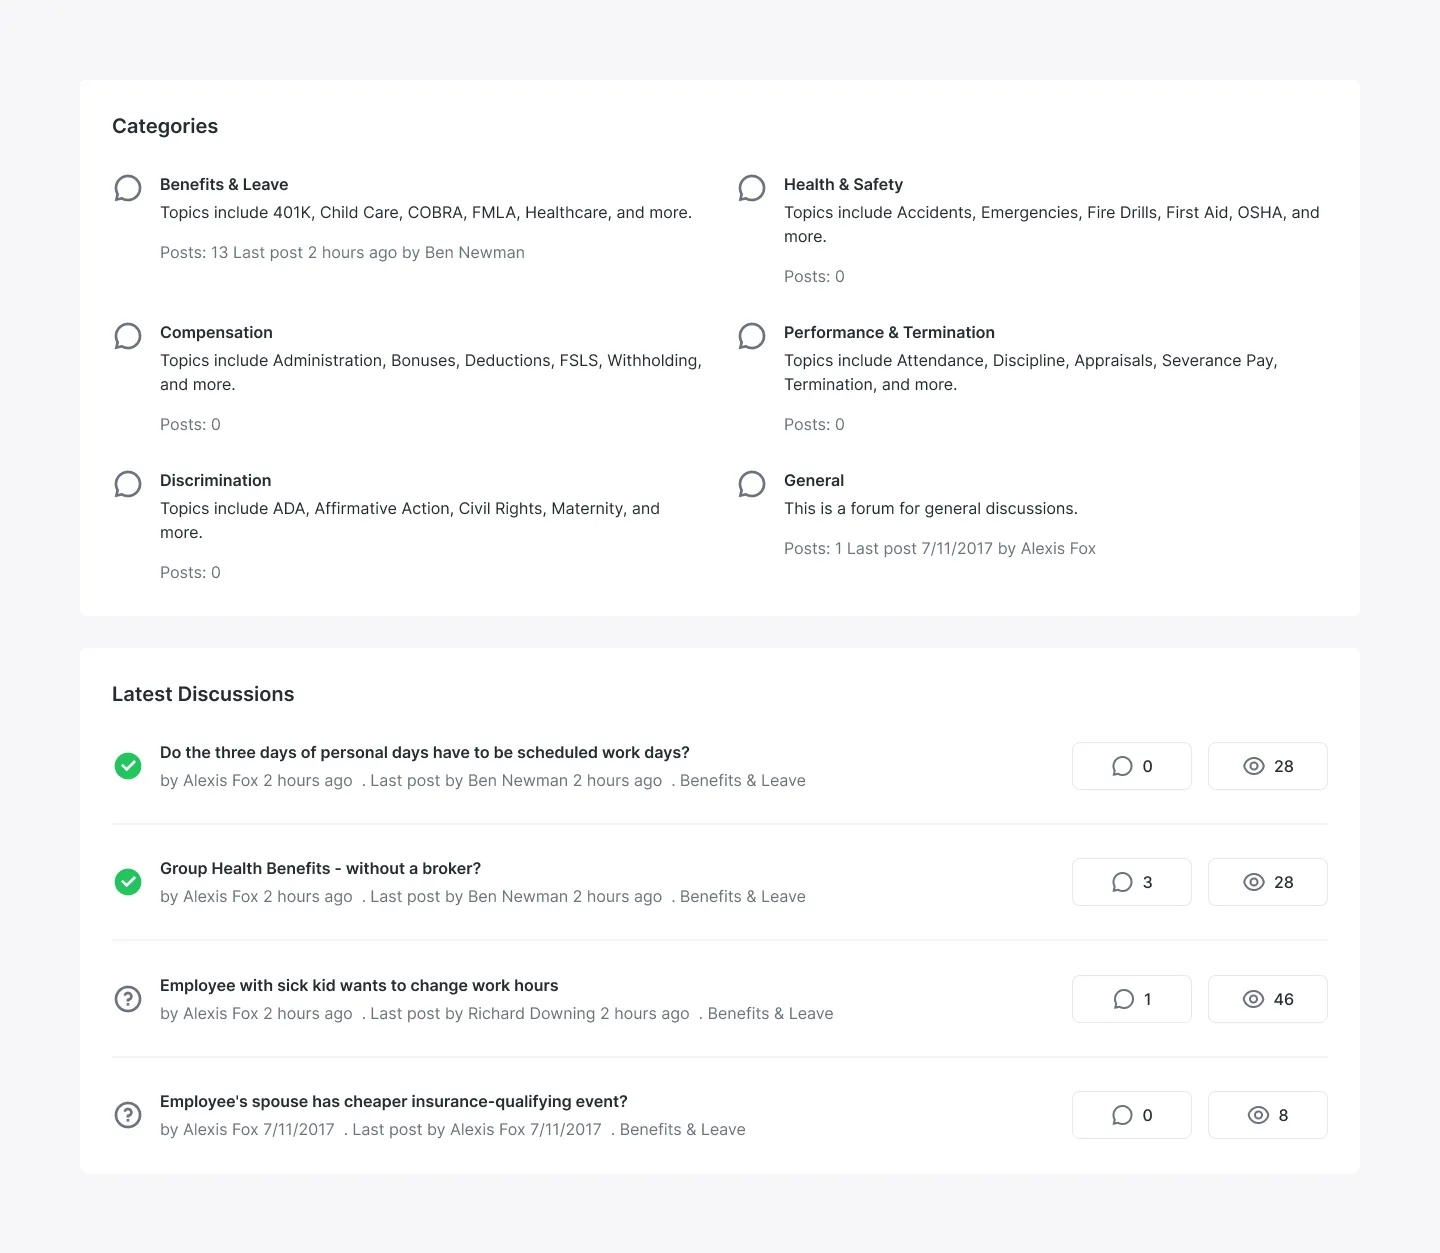 Categories
Benefits & Leave
Topics include 401K, Child Care, COBRA, FMLA, Healthcare, and more.
Posts: 13 Last post 2 hours ago by Ben Newman
Health & Safety
Topics include Accidents, Emergencies, Fire Drills, First Aid, OSHA, and
more.
Posts: 0
Compensation
Topics include Administration, Bonuses, Deductions, FSLS, Withholding,
and more.
Posts: 0
Performance & Termination
Topics include Attendance, Discipline, Appraisals, Severance Pay,
Termination, and more.
Posts: 0
Discrimination
Topics include ADA, Affirmative Action, Civil Rights, Maternity, and
more.
Posts: 0
General
This is a forum for general discussions.
Posts: 1 Last post 7/11/2017 by Alexis Fox
Latest Discussions
Do the three days of personal days have to be scheduled work days?
by Alexis Fox 2 hours ago . Last post by Ben Newman 2 hours ago . Benefits & Leave
0
28
Group Health Benefits - without a broker?
by Alexis Fox 2 hours ago . Last post by Ben Newman 2 hours ago . Benefits & Leave
3
28
Employee with sick kid wants to change work hours
by Alexis Fox 2 hours ago . Last post by Richard Downing 2 hours ago . Benefits & Leave
1
46
Employee's spouse has cheaper insurance-qualifying event?
by Alexis Fox 7/11/2017 . Last post by Alexis Fox 7/11/2017 . Benefits & Leave
0
8